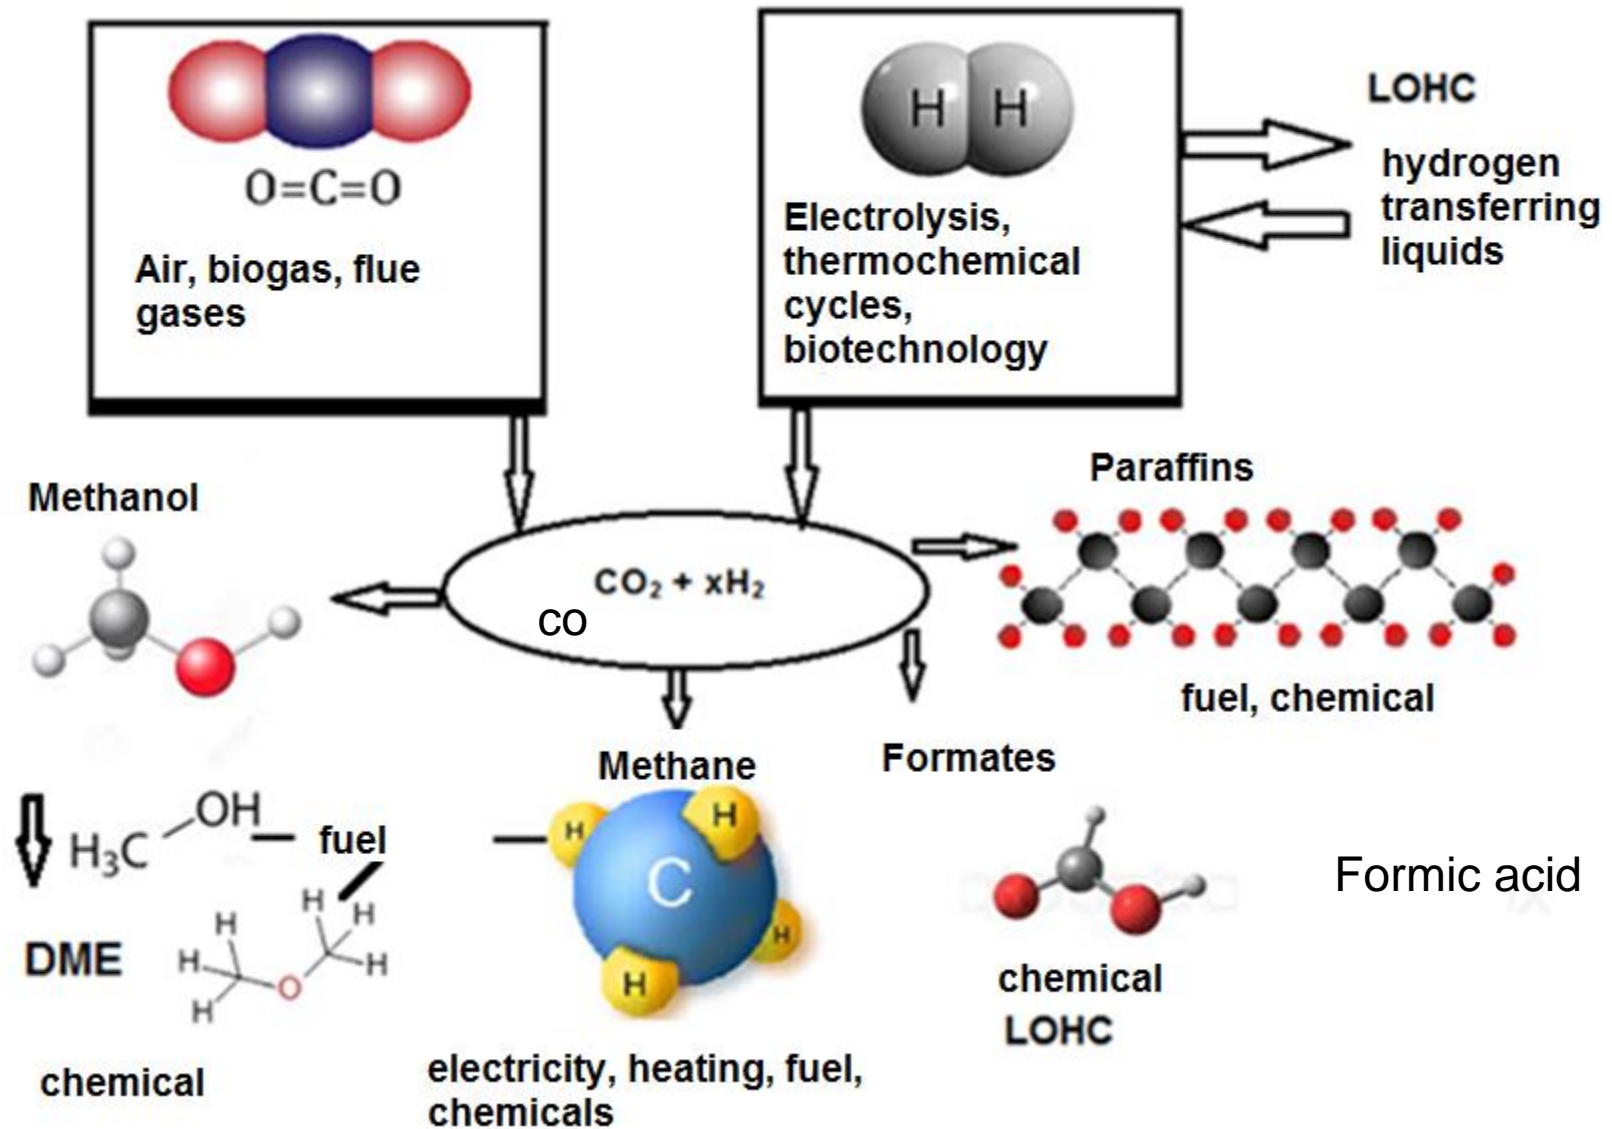 O=C=O
Air, biogas, flue
gases
H H
Electrolysis,
thermochemical
cycles,
biotechnology
LOHC
hydrogen
transferring
liquids
Methanol
CO₂ + xH₂
CO
Paraffins
fuel, chemical
Methane
Formates
H₃C OH
fuel
DME
H
H
H
O
H
H
H
chemical
H
H
C
H
H
electricity, heating, fuel,
chemicals
Formic acid
chemical
LOHC